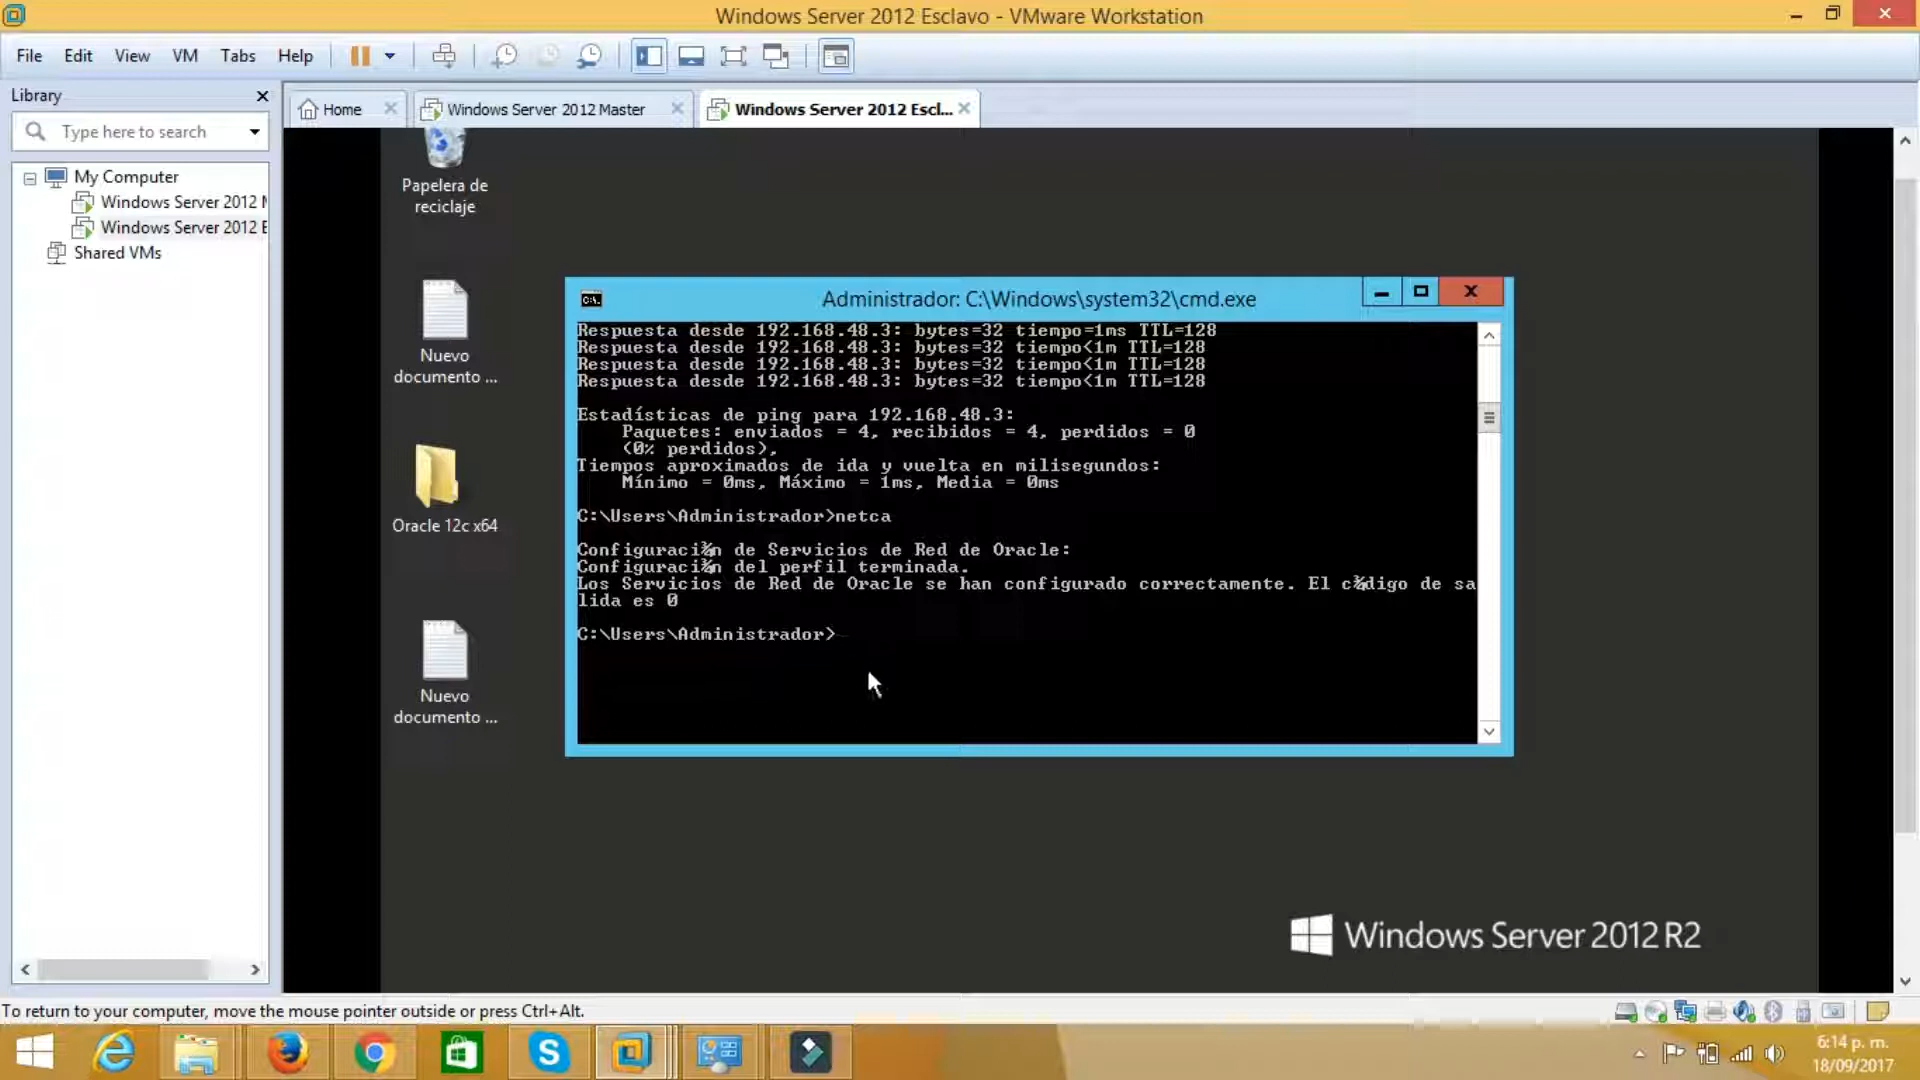 Windows Server 2012 Esclavo - VMware Workstation
File Edit View VM Tabs Help
Library
Type here to search
My Computer
Windows Server 2012 M
Windows Server 2012 E
Shared VMs
Home
Windows Server 2012 Master
Windows Server 2012 Escl...
Papelera de
reciclaje
Nuevo
documento ...
Oracle 12c x64
Nuevo
documento ...
Administrador: C:\Windows\system32\cmd.exe
Respuesta desde 192.168.48.3: bytes=32 tiempo=1ms TTL=128
Respuesta desde 192.168.48.3: bytes=32 tiempo<1m TTL=128
Respuesta desde 192.168.48.3: bytes=32 tiempo<1m TTL=128
Respuesta desde 192.168.48.3: bytes=32 tiempo<1m TTL=128
Estadísticas de ping para 192.168.48.3:
Paquetes: enviados = 4, recibidos = 4, perdidos = 0
(0% perdidos),
Tiempos aproximados de ida y vuelta en milisegundos:
Mínimo = 0ms, Máximo = 1ms, Media = 0ms
C:\Users\Administrador>netca
Configuraci¾n de Servicios de Red de Oracle:
Configuraci¾n del perfil terminada.
Los Servicios de Red de Oracle se han configurado correctamente. El c¾digo de sa
lida es 0
C:\Users\Administrador>
Windows Server 2012 R2
To return to your computer, move the mouse pointer outside or press Ctrl+Alt.
6:14 p. m.
18/09/2017